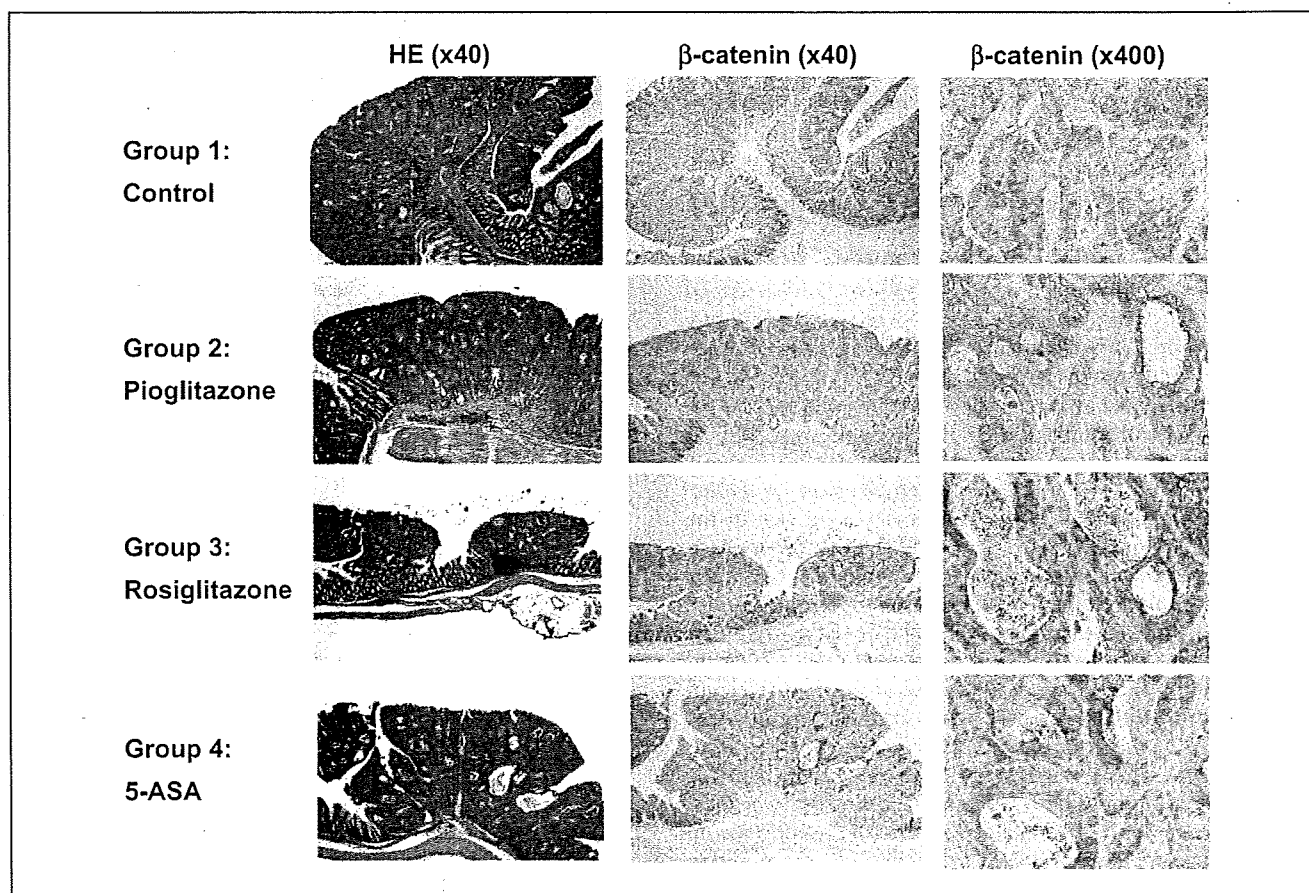 HE (x40)
β-catenin (x40)
β-catenin (x400)
Group 1:
Control
Group 2:
Pioglitazone
Group 3:
Rosiglitazone
Group 4:
5-ASA